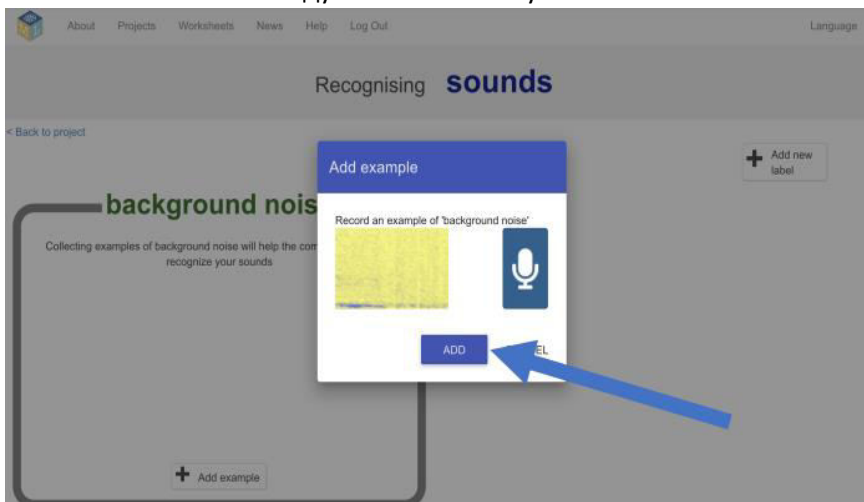 About Projects Worksheets News Help Log Out Language
Recognising sounds
< Back to project
Add new
label
Add example
background nois
Record an example of 'background noise'
Collecting examples of background noise will help the com
recognize your sounds
ADD EL
Add example